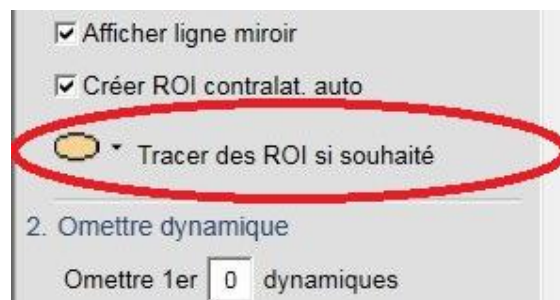 Afficher ligne miroir
Créer ROI contralat. auto
Tracer des ROI si souhaité
2. Omettre dynamique
Omettre 1er 0 dynamiques